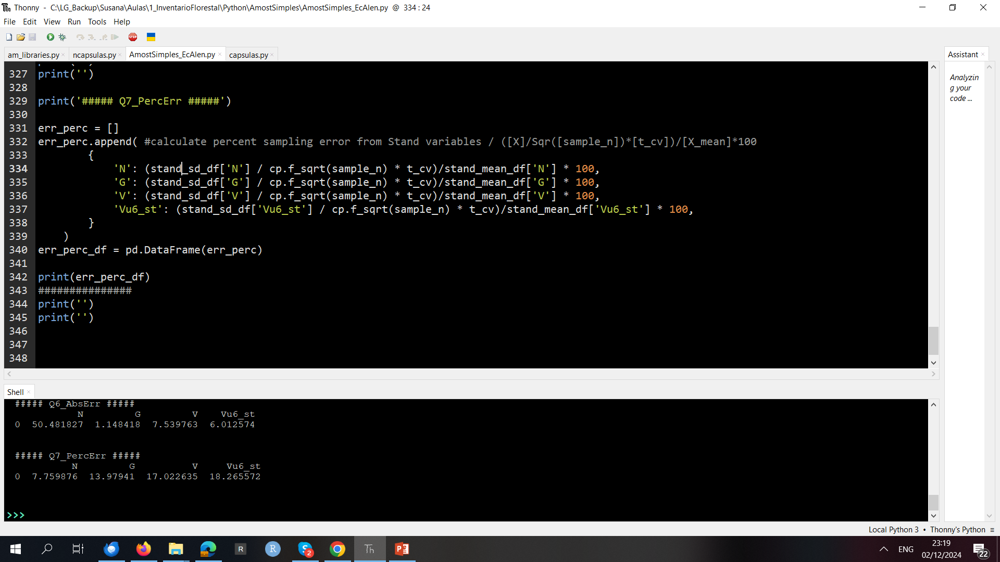 Thonny - C:\LG_Backup\Susana\Aulas\1_InventarioFlorestal\Python\AmostSimples\AmostSimples_EcAlen.py @ 334 : 24
File Edit View Run Tools Help
STOP
am_libraries.py ncapsulas.py AmostSimples_EcAlen.py capsulas.py
Assistant
Analyzin
g your
code ...
327 print('')
328
329 print('##### Q7_PercErr #####')
330
331 err_perc = []
332 err_perc.append( #calculate percent sampling error from Stand variables / ([X]/Sqr([sample_n])*[t_cv])/[X_mean]*100
333 {
334 'N': (stand_sd_df['N'] / cp.f_sqrt(sample_n) * t_cv)/stand_mean_df['N'] * 100,
335 'G': (stand_sd_df['G'] / cp.f_sqrt(sample_n) * t_cv)/stand_mean_df['G'] * 100,
336 'V': (stand_sd_df['V'] / cp.f_sqrt(sample_n) * t_cv)/stand_mean_df['V'] * 100,
337 'Vu6_st': (stand_sd_df['Vu6_st'] / cp.f_sqrt(sample_n) * t_cv)/stand_mean_df['Vu6_st'] * 100,
338 }
339 )
340 err_perc_df = pd.DataFrame(err_perc)
341
342 print(err_perc_df)
343 ###############
344 print('')
345 print('')
346
347
348
Shell
##### Q6_AbsErr #####
N G V Vu6_st
0 50.481827 1.148418 7.539763 6.012574
##### Q7_PercErr #####
N G V Vu6_st
0 7.759876 13.97941 17.022635 18.265572
>>>
Local Python 3 • Thonny's Python ≡
R R S 2 Th P
ENG
23:19
02/12/2024
22